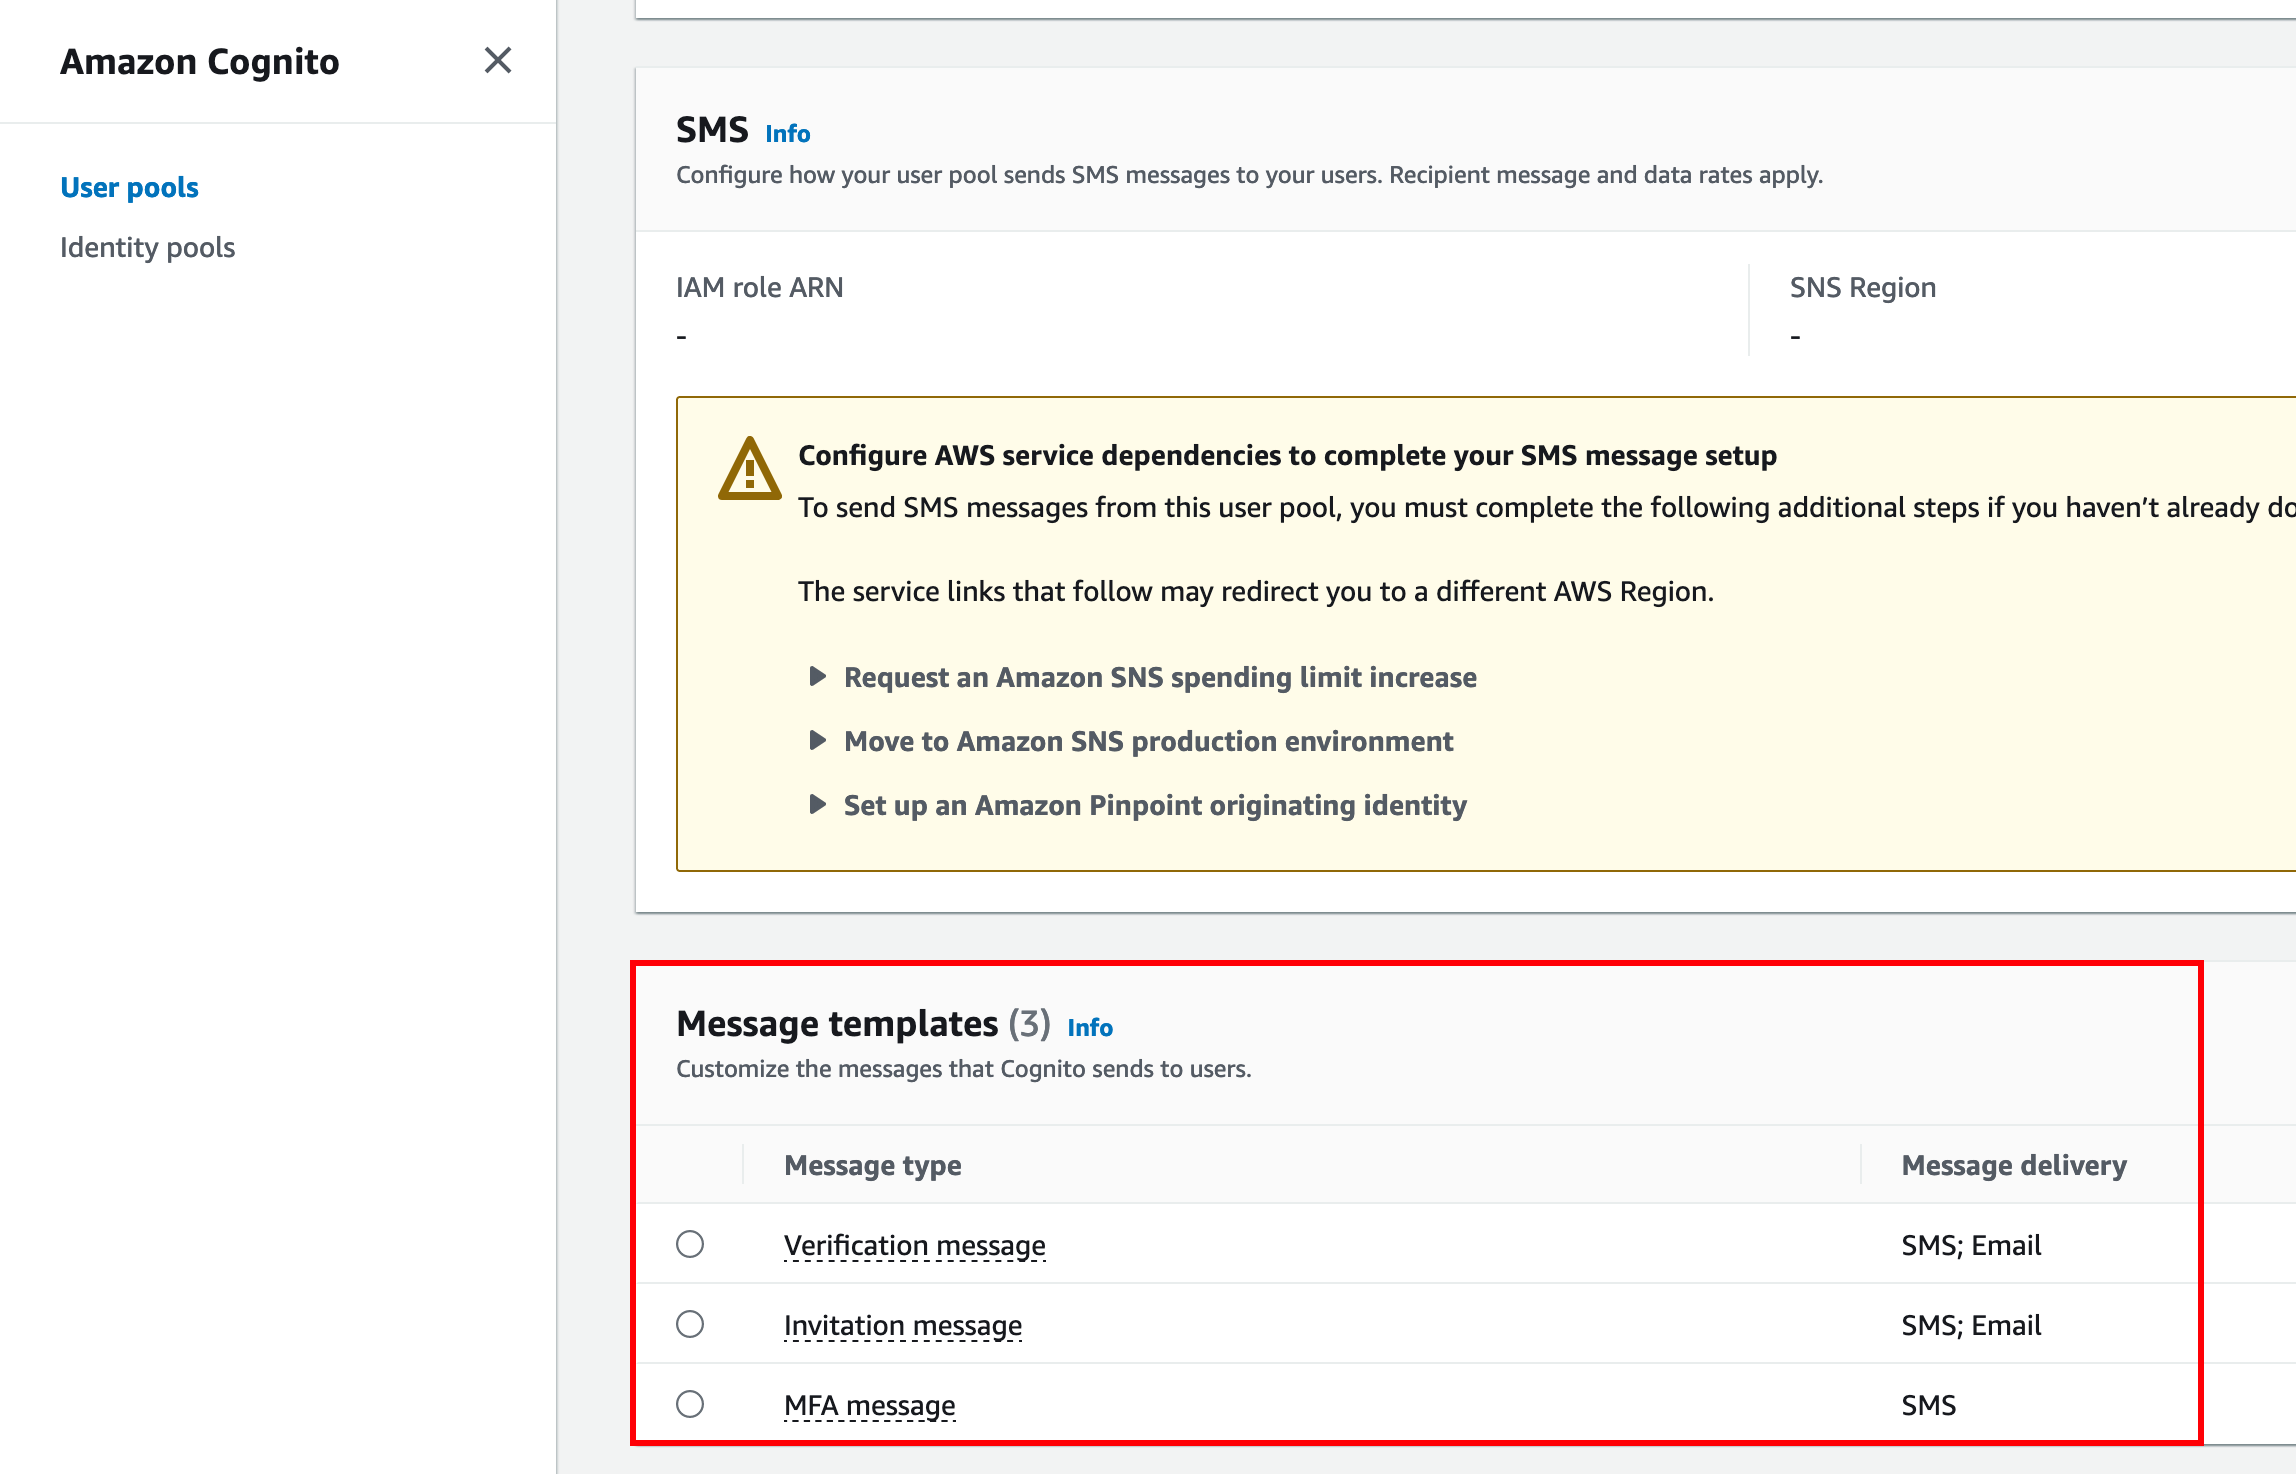 Amazon Cognito
User pools
Identity pools
SMS Info
Configure how your user pool sends SMS messages to your users. Recipient message and data rates apply.
IAM role ARN
-
SNS Region
-
Configure AWS service dependencies to complete your SMS message setup
To send SMS messages from this user pool, you must complete the following additional steps if you haven’t already do
The service links that follow may redirect you to a different AWS Region.
Request an Amazon SNS spending limit increase
Move to Amazon SNS production environment
Set up an Amazon Pinpoint originating identity
Message templates (3) Info
Customize the messages that Cognito sends to users.
Message type Message delivery
Verification message SMS; Email
Invitation message SMS; Email
MFA message SMS